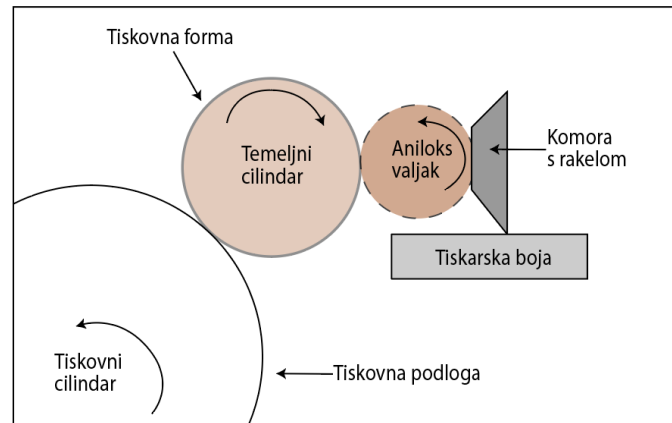 Tiskovna forma
Temeljni
cilindar
Aniloks
valjak
Komora
s rakelom
Tiskarska boja
Tiskovni
cilindar
Tiskovna podloga